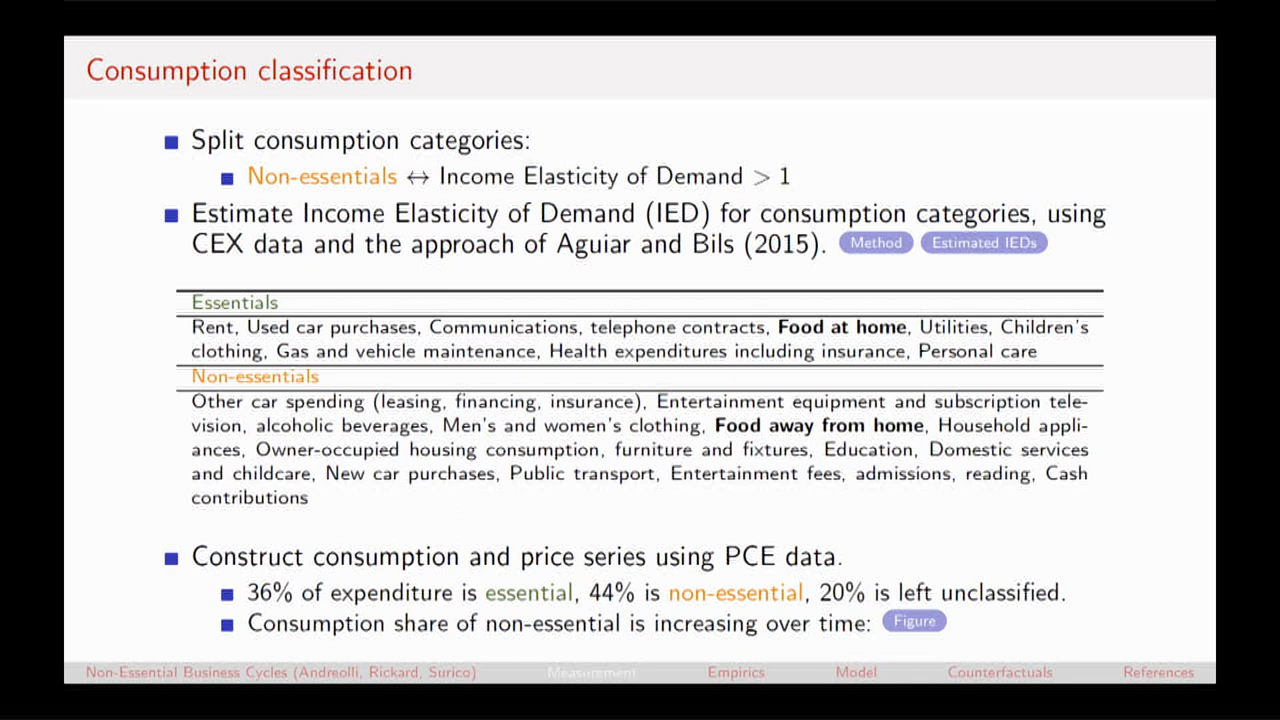 Consumption classification
Split consumption categories:
Non-essentials ↔ Income Elasticity of Demand > 1
Estimate Income Elasticity of Demand (IED) for consumption categories, using
CEX data and the approach of Aguiar and Bils (2015). Method Estimated IEDs
Essentials
Rent, Used car purchases, Communications, telephone contracts, Food at home, Utilities, Children's
clothing, Gas and vehicle maintenance, Health expenditures including insurance, Personal care
Non-essentials
Other car spending (leasing, financing, insurance), Entertainment equipment and subscription tele-
vision, alcoholic beverages, Men's and women's clothing, Food away from home, Household appli-
ances, Owner-occupied housing consumption, furniture and fixtures, Education, Domestic services
and childcare, New car purchases, Public transport, Entertainment fees, admissions, reading, Cash
contributions
Construct consumption and price series using PCE data.
36% of expenditure is essential, 44% is non-essential, 20% is left unclassified.
Consumption share of non-essential is increasing over time: Figure
Non-Essential Business Cycles (Andreolli, Rickard, Surico) Measurement Empirics Model Counterfactuals References